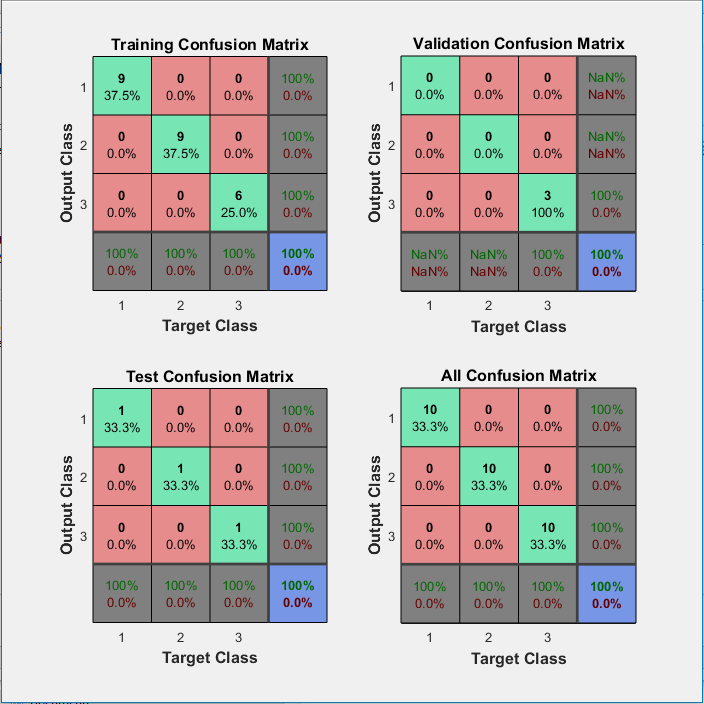 Training Confusion Matrix
Output Class
1
9 0 0 100%
37.5% 0.0% 0.0% 0.0%
2
0 9 0 100%
0.0% 37.5% 0.0% 0.0%
3
0 0 6 100%
0.0% 0.0% 25.0% 0.0%
100% 100% 100% 100%
0.0% 0.0% 0.0% 0.0%
1 2 3
Target Class
Validation Confusion Matrix
Output Class
1
0 0 0 NaN%
0.0% 0.0% 0.0% NaN%
2
0 0 0 NaN%
0.0% 0.0% 0.0% NaN%
3
0 0 3 100%
0.0% 0.0% 100% 0.0%
NaN% NaN% 100% 100%
NaN% NaN% 0.0% 0.0%
1 2 3
Target Class
Test Confusion Matrix
Output Class
1
1 0 0 100%
33.3% 0.0% 0.0% 0.0%
2
0 1 0 100%
0.0% 33.3% 0.0% 0.0%
3
0 0 1 100%
0.0% 0.0% 33.3% 0.0%
100% 100% 100% 100%
0.0% 0.0% 0.0% 0.0%
1 2 3
Target Class
All Confusion Matrix
Output Class
1
10 0 0 100%
33.3% 0.0% 0.0% 0.0%
2
0 10 0 100%
0.0% 33.3% 0.0% 0.0%
3
0 0 10 100%
0.0% 0.0% 33.3% 0.0%
100% 100% 100% 100%
0.0% 0.0% 0.0% 0.0%
1 2 3
Target Class